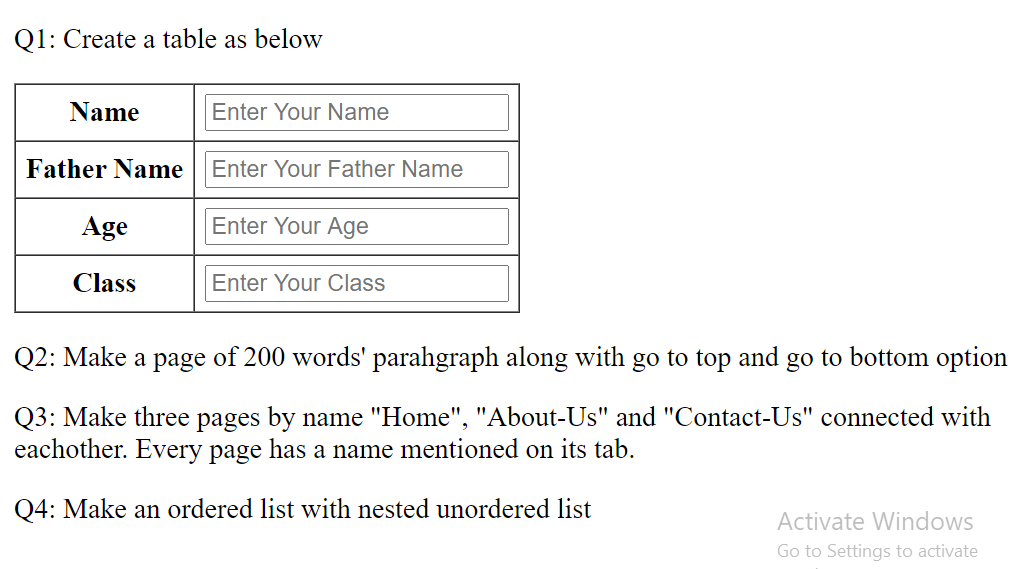 Q1: Create a table as below
Name Enter Your Name
Father Name Enter Your Father Name
Age Enter Your Age
Class Enter Your Class
Q2: Make a page of 200 words' parahgraph along with go to top and go to bottom option
Q3: Make three pages by name "Home", "About-Us" and "Contact-Us" connected with
eachother. Every page has a name mentioned on its tab.
Q4: Make an ordered list with nested unordered list
Activate Windows
Go to Settings to activate